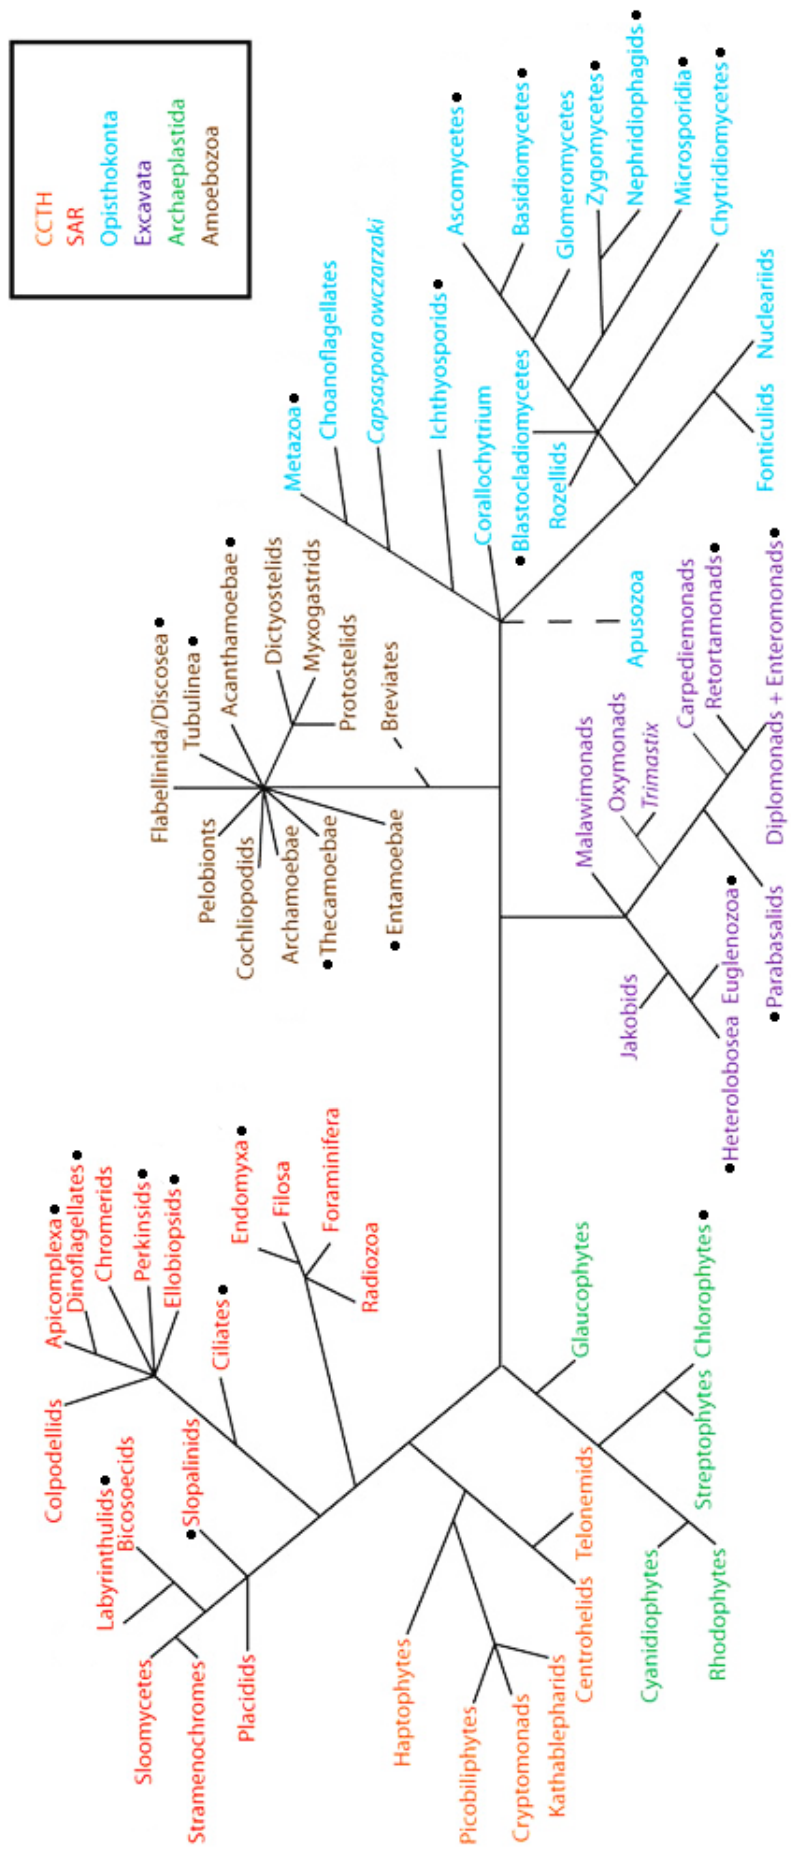 CCTH
SAR
Opisthokonta
Excavata
Archaeplastida
Amoebozoa
Colpodellids
Apicomplexa
Dinoflagellates
Chromerids
Perkinsids
Ellobiopsids
Ciliates
Labyrinthulids
Bicosoecids
Slopalinids
Sloomycetes
Stramenochromes
Placidids
Endomyxa
Filosa
Foraminifera
Radiozoa
Haptophytes
Picobiliphytes
Cryptomonads
Kathablepharids
Centrohelids
Telonemids
Glaucophytes
Cyanidiophytes
Rhodophytes
Streptophytes
Chlorophytes
Flabellinida/Discosea
Tubulinea
Acanthamoebae
Dictyostelids
Myxogastrids
Protostelids
Breviates
Pelobionts
Cochliopodids
Archamoebae
Thecamoebae
Entamoebae
Jakobids
Heterolobosea
Euglenozoa
Malawimonads
Oxymonads
Trimastix
Carpediemonads
Retortamonads
Diplomonads + Enteromonads
Parabasalids
Metazoa
Choanoflagellates
Capsaspora owczarzaki
Ichthyosporids
Corallochytrium
Apusozoa
Blastocladiomycetes
Rozellids
Ascomycetes
Basidiomycetes
Glomeromycetes
Zygomycetes
Nephridiophagids
Microsporidia
Chytridiomycetes
Fonticulids
Nucleariids